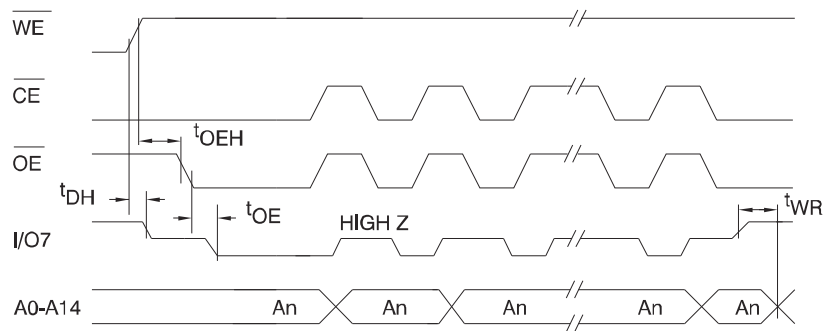 WE
CE
tOEH
OE
tDH
tOE
tWR
I/O7
HIGH Z
A0-A14
An
An
An
An
An